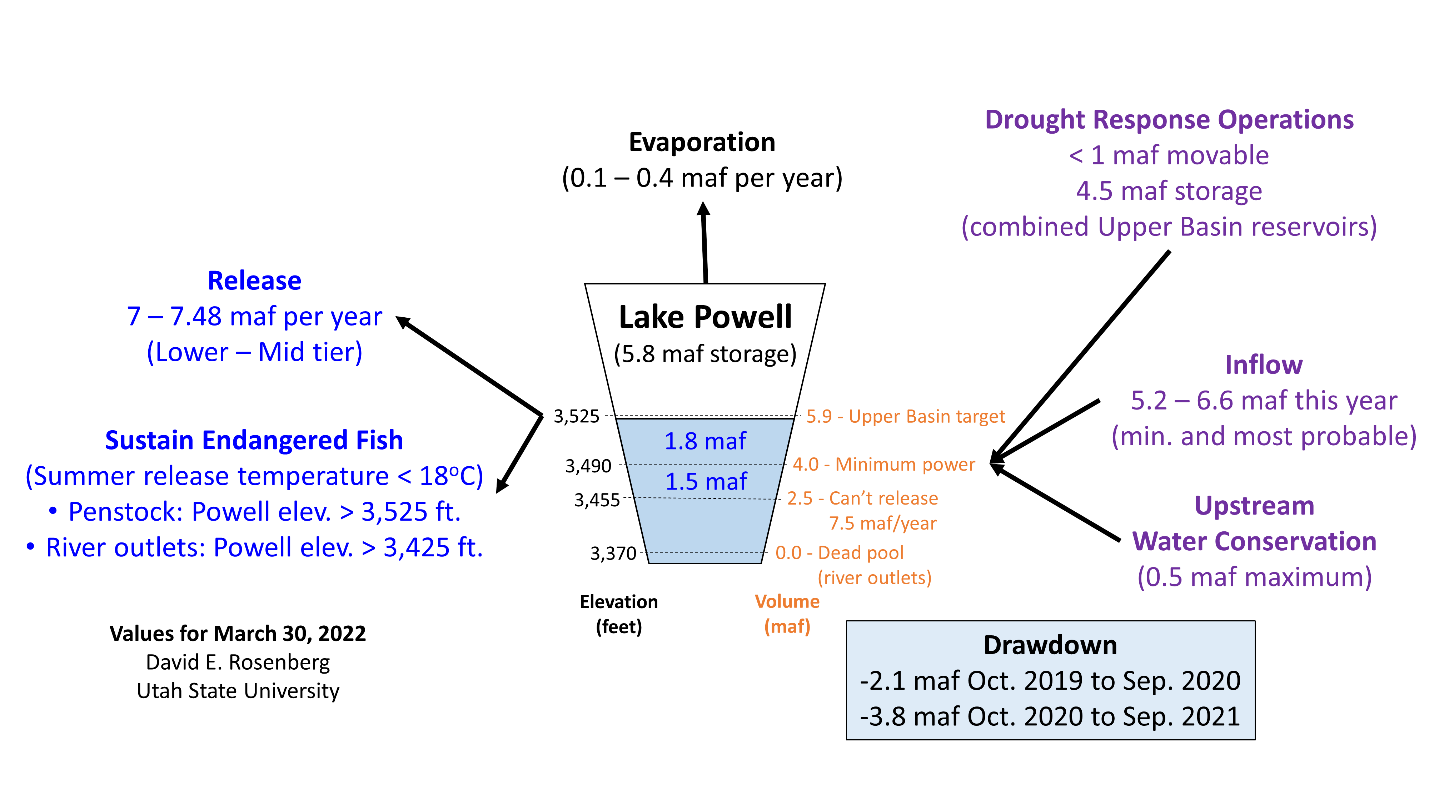 Drought Response Operations
< 1 maf movable
4.5 maf storage
(combined Upper Basin reservoirs)
Evaporation
(0.1 – 0.4 maf per year)
Release
7 – 7.48 maf per year
(Lower – Mid tier)
Lake Powell
(5.8 maf storage)
Inflow
5.2 – 6.6 maf this year
(min. and most probable)
Sustain Endangered Fish
(Summer release temperature < 18°C)
• Penstock: Powell elev. > 3,525 ft.
• River outlets: Powell elev. > 3,425 ft.
3,525
5.9 - Upper Basin target
1.8 maf
3,490
4.0 - Minimum power
1.5 maf
3,455
2.5 - Can’t release
7.5 maf/year
3,370
0.0 - Dead pool
(river outlets)
Elevation
(feet)
Volume
(maf)
Upstream
Water Conservation
(0.5 maf maximum)
Values for March 30, 2022
David E. Rosenberg
Utah State University
Drawdown
-2.1 maf Oct. 2019 to Sep. 2020
-3.8 maf Oct. 2020 to Sep. 2021